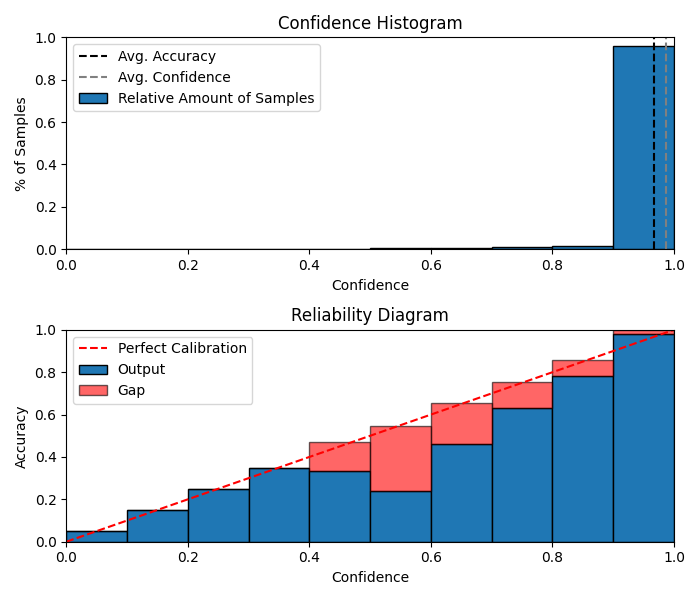 Confidence Histogram
1.0
0.8
0.6
0.4
0.2
0.0
% of Samples
Avg. Accuracy
Avg. Confidence
Relative Amount of Samples
0.0 0.2 0.4 0.6 0.8 1.0
Confidence
Reliability Diagram
1.0
0.8
0.6
0.4
0.2
0.0
Accuracy
Perfect Calibration
Output
Gap
0.0 0.2 0.4 0.6 0.8 1.0
Confidence